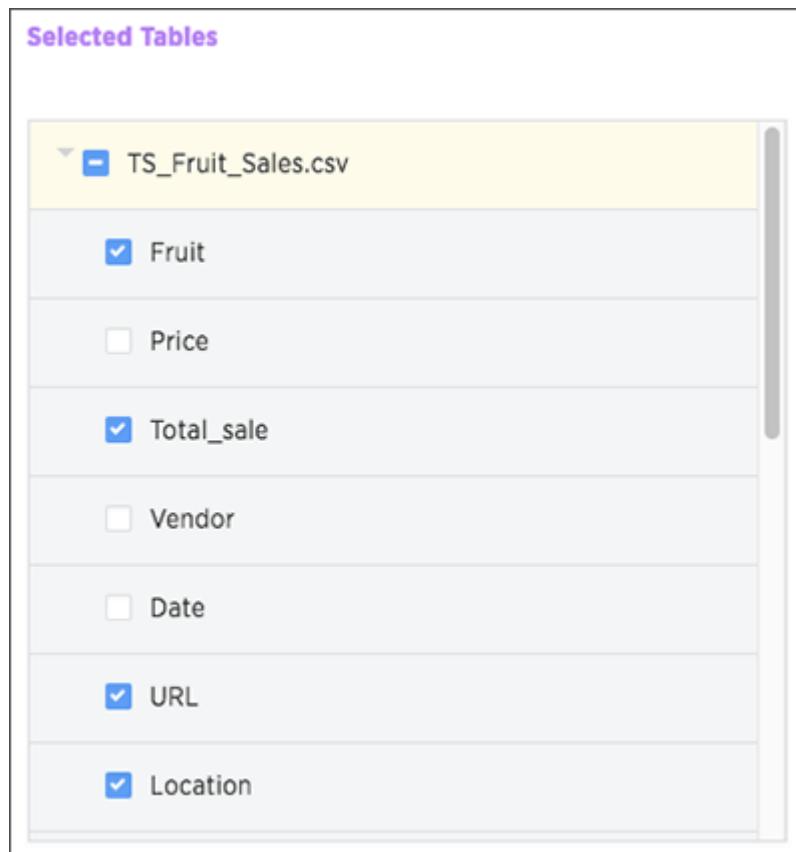 Selected Tables
TS_Fruit_Sales.csv
Fruit
Price
Total_sale
Vendor
Date
URL
Location